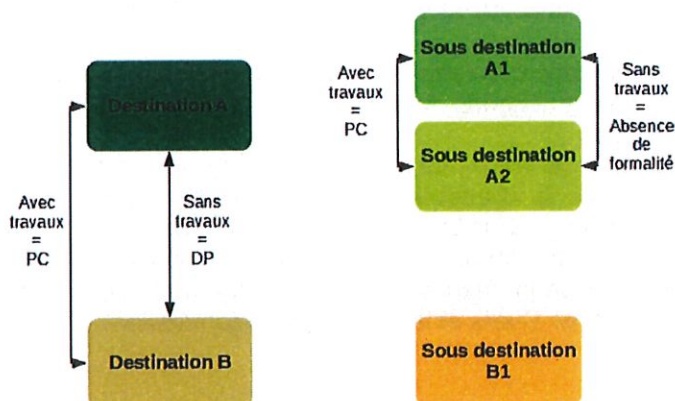 Destination A
Avec
travaux
=
PC
Sans
travaux
=
DP
Destination B
Sous destination
A1
Avec
travaux
=
PC
Sans
travaux
=
Absence
de
formalité
Sous destination
A2
Sous destination
B1